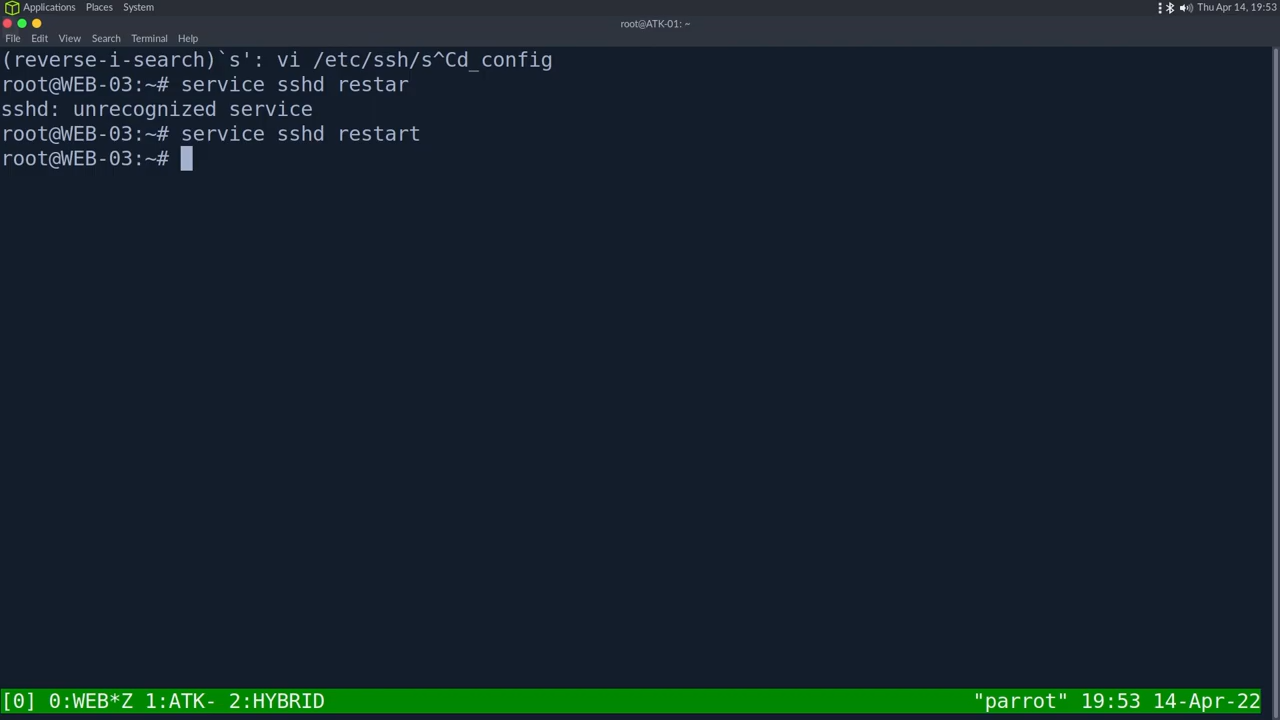 Applications Places System Thu Apr 14, 19:53
root@ATK-01: ~
File Edit View Search Terminal Help
(reverse-i-search)`s': vi /etc/ssh/s^Cd_config
root@WEB-03:~# service sshd restar
sshd: unrecognized service
root@WEB-03:~# service sshd restart
root@WEB-03:~#
[0] 0:WEB*Z 1:ATK- 2:HYBRID "parrot" 19:53 14-Apr-22